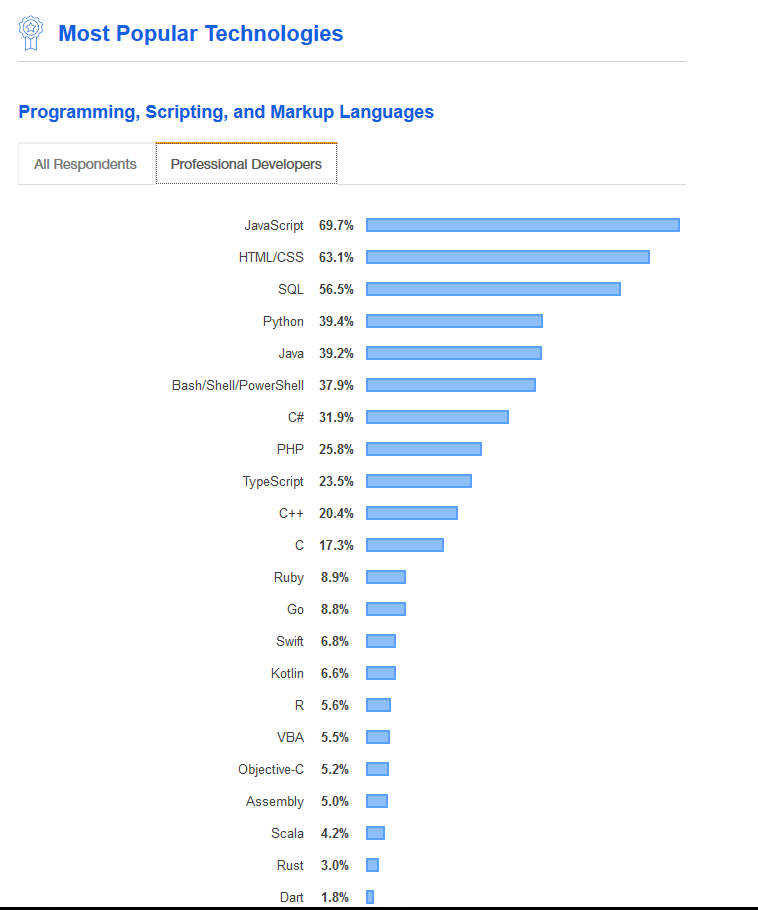 Most Popular Technologies
Programming, Scripting, and Markup Languages
All Respondents Professional Developers
JavaScript 69.7%
HTML/CSS 63.1%
SQL 56.5%
Python 39.4%
Java 39.2%
Bash/Shell/PowerShell 37.9%
C# 31.9%
PHP 25.8%
TypeScript 23.5%
C++ 20.4%
C 17.3%
Ruby 8.9%
Go 8.8%
Swift 6.8%
Kotlin 6.6%
R 5.6%
VBA 5.5%
Objective-C 5.2%
Assembly 5.0%
Scala 4.2%
Rust 3.0%
Dart 1.8%